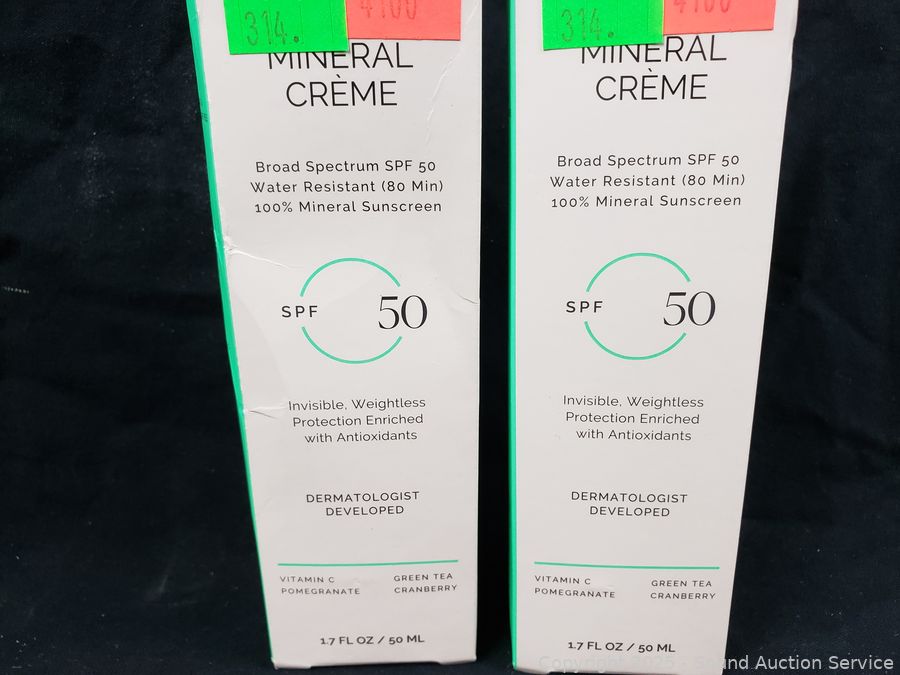 314.
4100
MINERAL
CRÈME
Broad Spectrum SPF 50
Water Resistant (80 Min)
100% Mineral Sunscreen
SPF 50
Invisible, Weightless
Protection Enriched
with Antioxidants
DERMATOLOGIST
DEVELOPED
VITAMIN C GREEN TEA
POMEGRANATE CRANBERRY
1.7 FL OZ / 50 ML
314.
4100
MINERAL
CRÈME
Broad Spectrum SPF 50
Water Resistant (80 Min)
100% Mineral Sunscreen
SPF 50
Invisible, Weightless
Protection Enriched
with Antioxidants
DERMATOLOGIST
DEVELOPED
VITAMIN C GREEN TEA
POMEGRANATE CRANBERRY
1.7 FL OZ / 50 ML
Copyright 2025 - Sound Auction Service